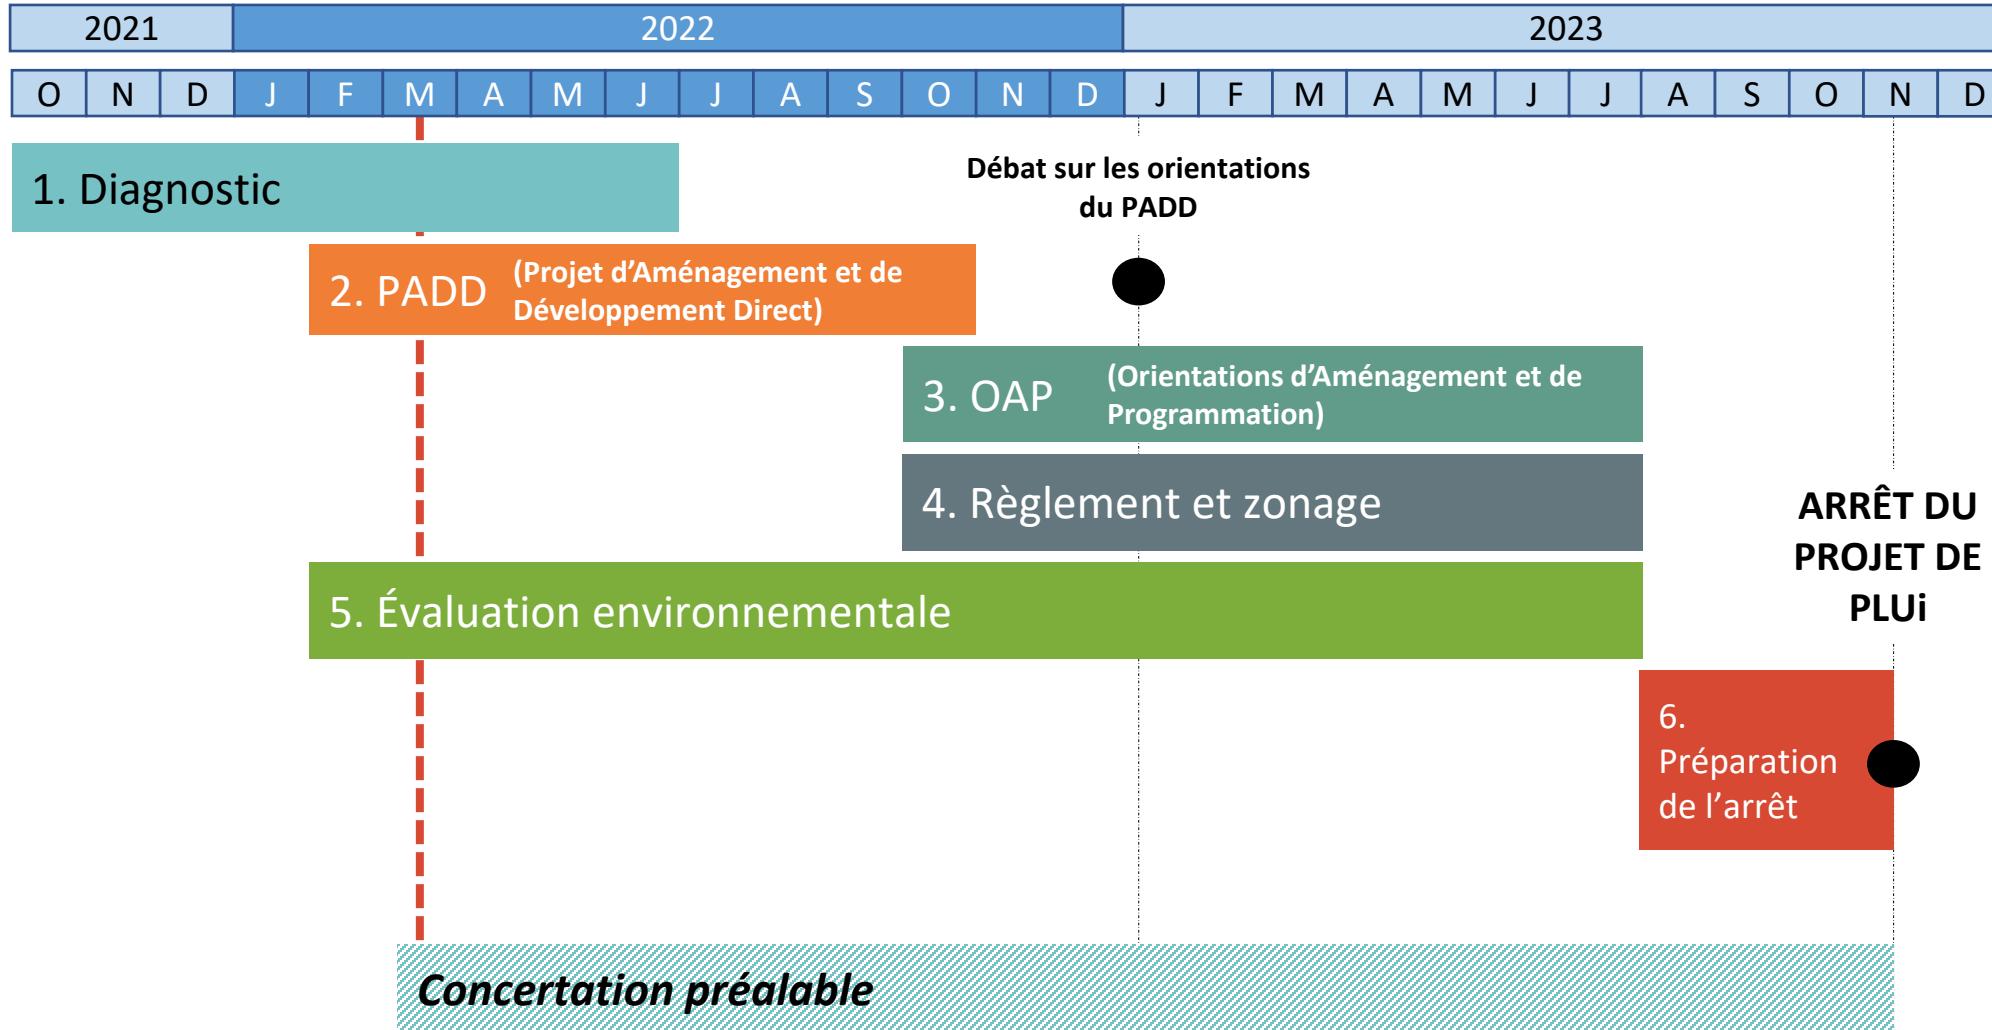 2021 2022 2023
O N D J F M A M J J A S O N D J F M A M J J A S O N D
1. Diagnostic
Débat sur les orientations
du PADD
2. PADD
(Projet d’Aménagement et de
Développement Direct)
3. OAP
(Orientations d’Aménagement et de
Programmation)
4. Règlement et zonage
ARRÊT DU
PROJET DE
PLUi
5. Évaluation environnementale
6.
Préparation
de l’arrêt
Concertation préalable